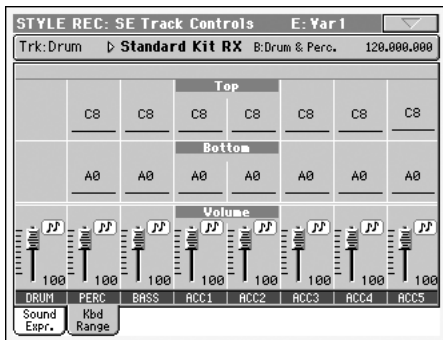 STYLE REC: SE Track Controls E: Var1
Trk:Drum Standard Kit RX B:Drum & Perc. 120.000.000
Top
C8 C8 C8 C8 C8 C8 C8
Bottom
A0 A0 A0 A0 A0 A0 A0
Volume
100 100 100 100 100 100 100 100
DRUM PERC BASS ACC1 ACC2 ACC3 ACC4 ACC5
Sound Kbd
Expr. Range